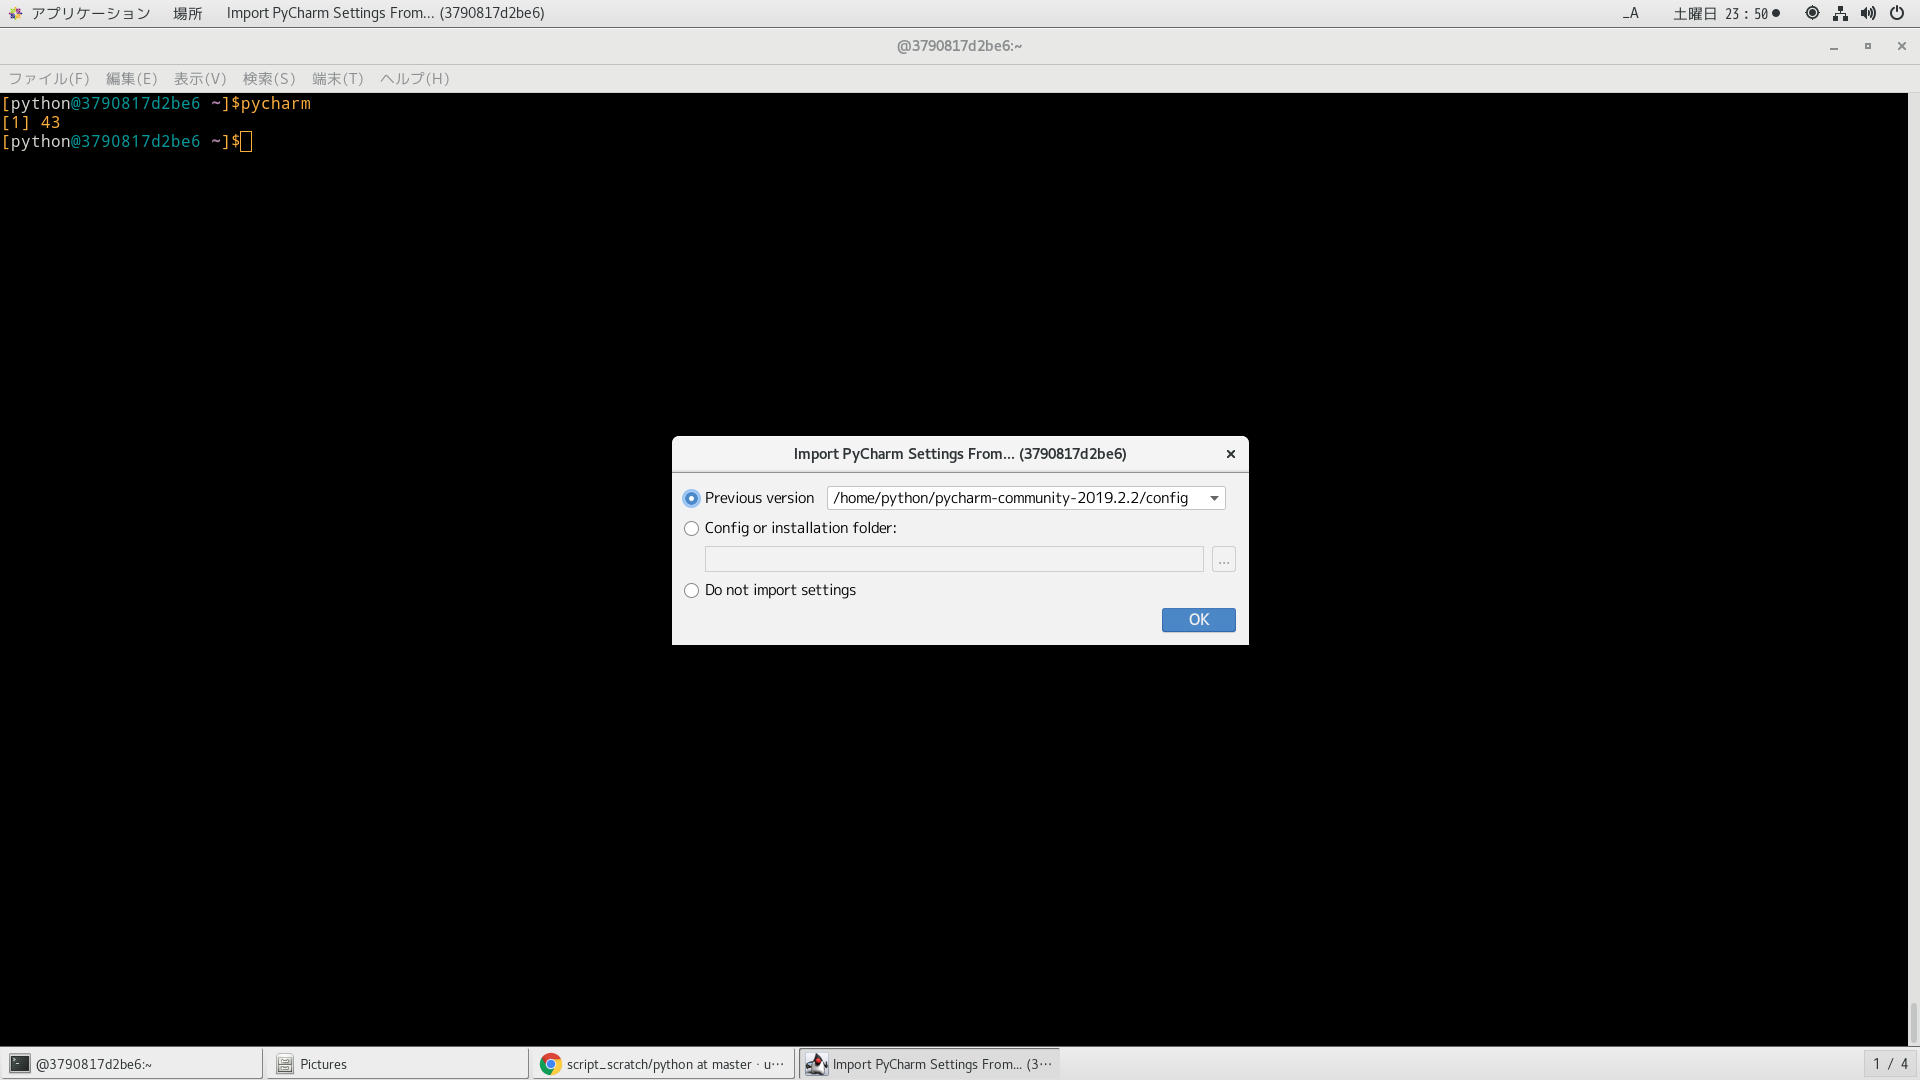 アプリケーション 場所 Import PyCharm Settings From... (3790817d2be6) _A 土曜日 23：50
@3790817d2be6:~
ファイル(F) 編集(E) 表示(V) 検索(S) 端末(T) ヘルプ(H)
[python@3790817d2be6 ~]$pycharm
[1] 43
[python@3790817d2be6 ~]$
Import PyCharm Settings From... (3790817d2be6)
Previous version /home/python/pycharm-community-2019.2.2/config
Config or installation folder:
...
Do not import settings
OK
@3790817d2be6:~ Pictures script_scratch/python at master · u… Import PyCharm Settings From... (3… 1 / 4